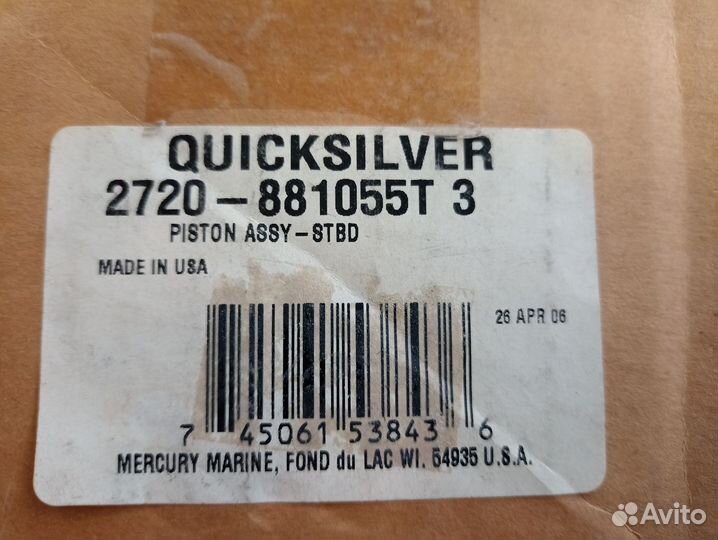 QUICKSILVER
2720-881055T 3
PISTON ASSY-STBD
MADE IN USA
26 APR 06
7 45061 53843 6
MERCURY MARINE, FOND du LAC WI. 54935 U.S.A.
Avito